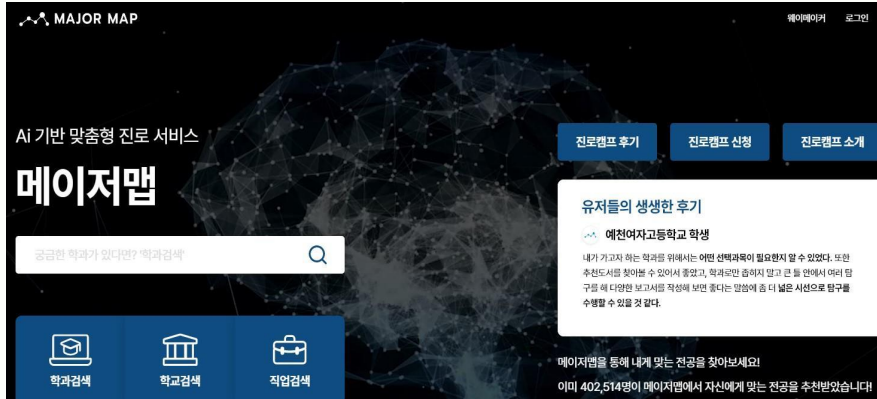 MAJOR MAP
웨이메이커 로그인
Ai 기반 맞춤형 진로 서비스
메이저맵
궁금한 학과가 있다면? '학과검색'
학과검색 학교검색 직업검색
진로캠프 후기 진로캠프 신청 진로캠프 소개
유저들의 생생한 후기
예천여자고등학교 학생
내가 가고자 하는 학과를 위해서는 어떤 선택과목이 필요한지 알 수 있었다. 또한
추천도서를 찾아볼 수 있어서 좋았고, 학과로만 좁히지 말고 큰 틀 안에서 여러 탐
구를 해 다양한 보고서를 작성해 보면 좋다는 말씀에 좀 더 넓은 시선으로 탐구를
수행할 수 있을 것 같다.
메이저맵을 통해 내게 맞는 전공을 찾아보세요!
이미 402,514명이 메이저맵에서 자신에게 맞는 전공을 추천받았습니다!